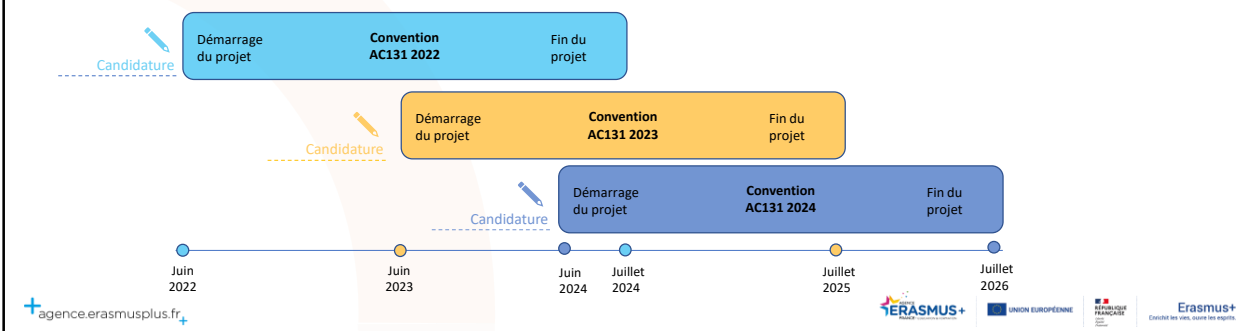 Candidature
Démarrage
du projet
Convention
AC131 2022
Fin du
projet
Candidature
Démarrage
du projet
Convention
AC131 2023
Fin du
projet
Candidature
Démarrage
du projet
Convention
AC131 2024
Fin du
projet
Juin
2022
Juin
2023
Juin
2024
Juillet
2024
Juillet
2025
Juillet
2026
agence.erasmusplus.fr
AGENCE
ERASMUS+
UNION EUROPÉENNE
RÉPUBLIQUE
FRANÇAISE
Erasmus+
Enrichit les vies, ouvre les esprits.